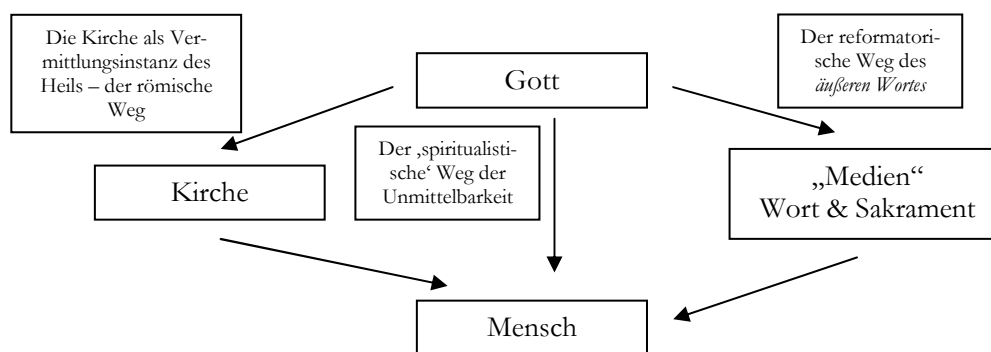 Die Kirche als Ver-
mittlungsinstanz des
Heils – der römische
Weg
Gott
Der reformatori-
sche Weg des
äußeren Wortes
Kirche
Der ‚spiritualisti-
sche‘ Weg der
Unmittelbarkeit
„Medien“
Wort & Sakrament
Mensch